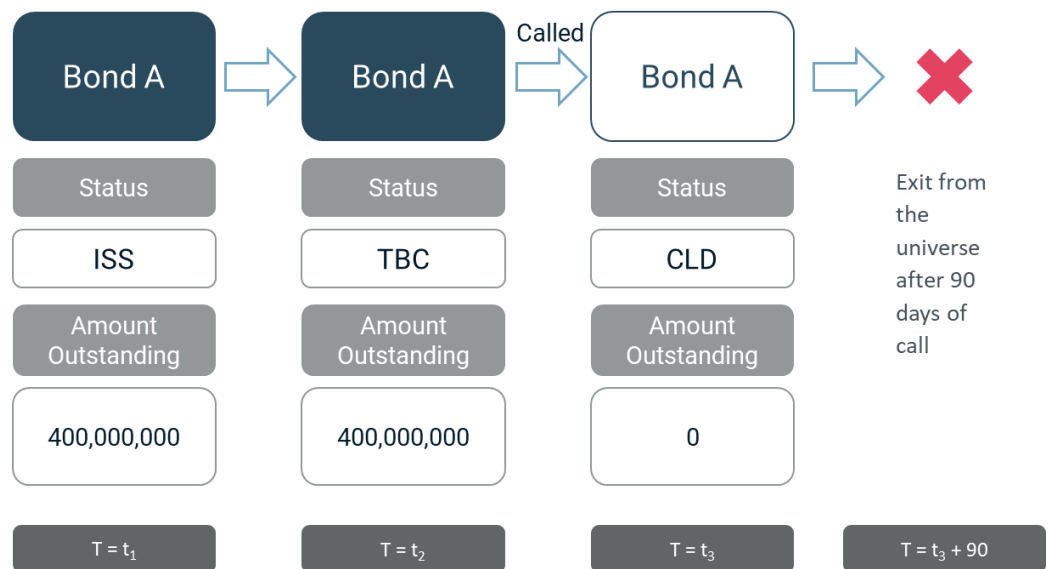 Called
Bond A
Bond A
Bond A
Status
Status
Status
Exit from
the
universe
after 90
days of
call
ISS
TBC
CLD
Amount
Outstanding
Amount
Outstanding
Amount
Outstanding
400,000,000
400,000,000
0
T = t₁
T = t₂
T = t₃
T = t₃ + 90